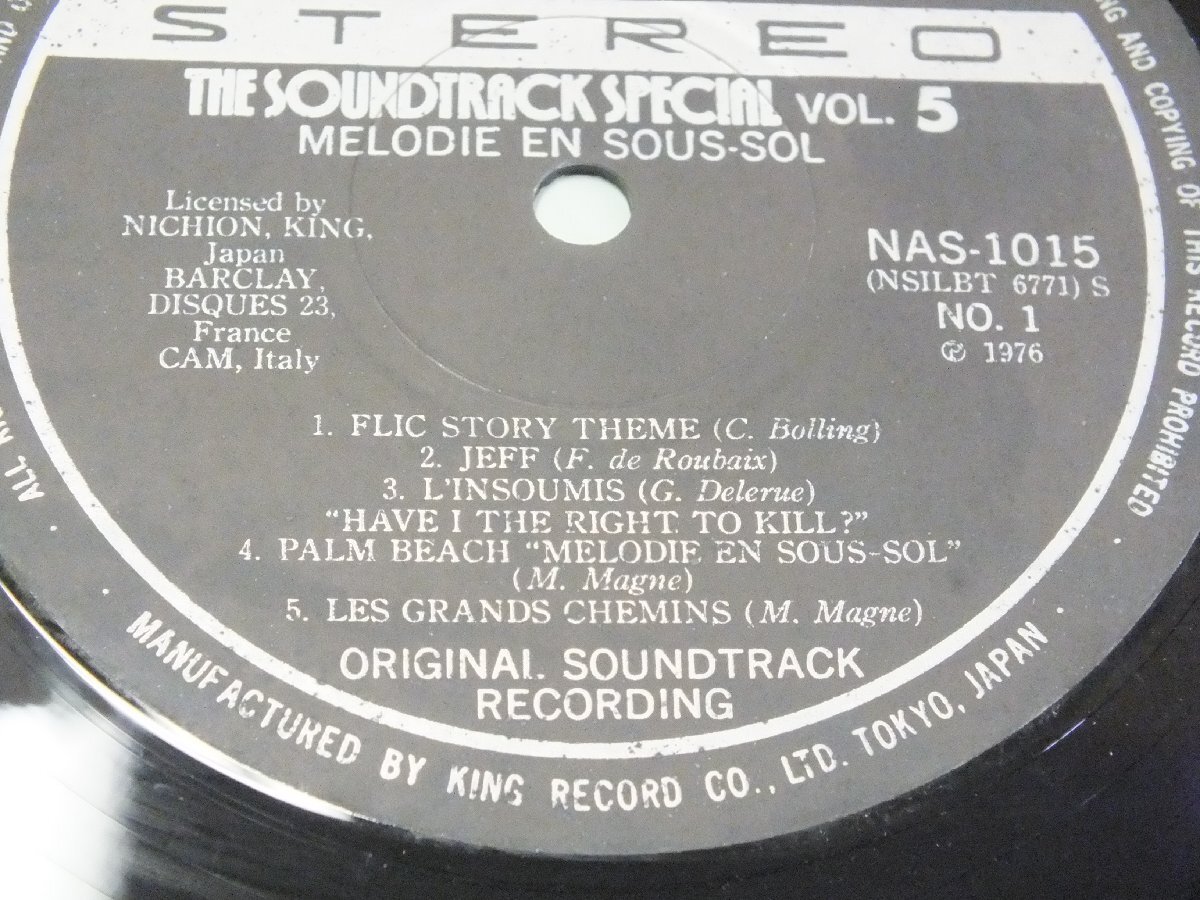 STEREO
THE SOUNDTRACK SPECIAL VOL. 5
MELODIE EN SOUS-SOL
Licensed by
NICHION, KING,
Japan
BARCLAY,
DISQUES 23,
France
CAM, Italy
NAS-1015
(NSILBT 6771) S
NO. 1
Ⓟ 1976
1. FLIC STORY THEME (C. Bolling)
2. JEFF (F. de Roubaix)
3. L'INSOUMIS (G. Delerue)
"HAVE I THE RIGHT TO KILL?"
4. PALM BEACH "MELODIE EN SOUS-SOL"
(M. Magne)
5. LES GRANDS CHEMINS (M. Magne)
ORIGINAL SOUNDTRACK
RECORDING
MANUFACTURED BY KING RECORD CO., LTD. TOKYO, JAPAN
AND COPYING OF THIS RECORD PROHIBITED
ALL
AND